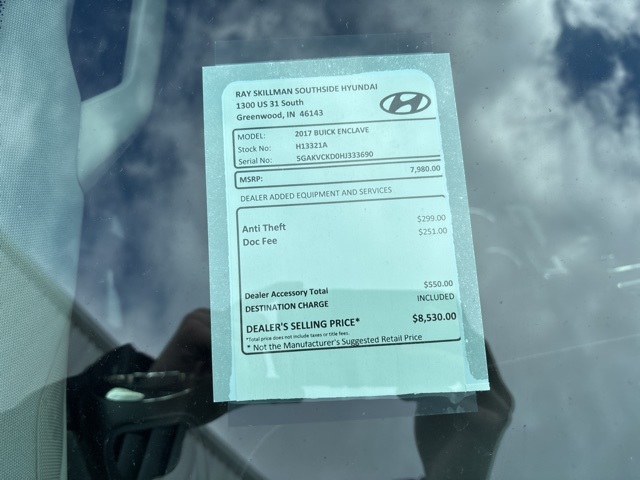 RAY SKILLMAN SOUTHSIDE HYUNDAI
1300 US 31 South
Greenwood, IN 46143
MODEL: 2017 BUICK ENCLAVE
Stock No: H13321A
Serial No: 5GAKVCKD0HJ333690
MSRP: 7,980.00
DEALER ADDED EQUIPMENT AND SERVICES
Anti Theft $299.00
Doc Fee $251.00
Dealer Accessory Total $550.00
DESTINATION CHARGE INCLUDED
DEALER'S SELLING PRICE* $8,530.00
*Total price does not include taxes or title fees.
* Not the Manufacturer's Suggested Retail Price